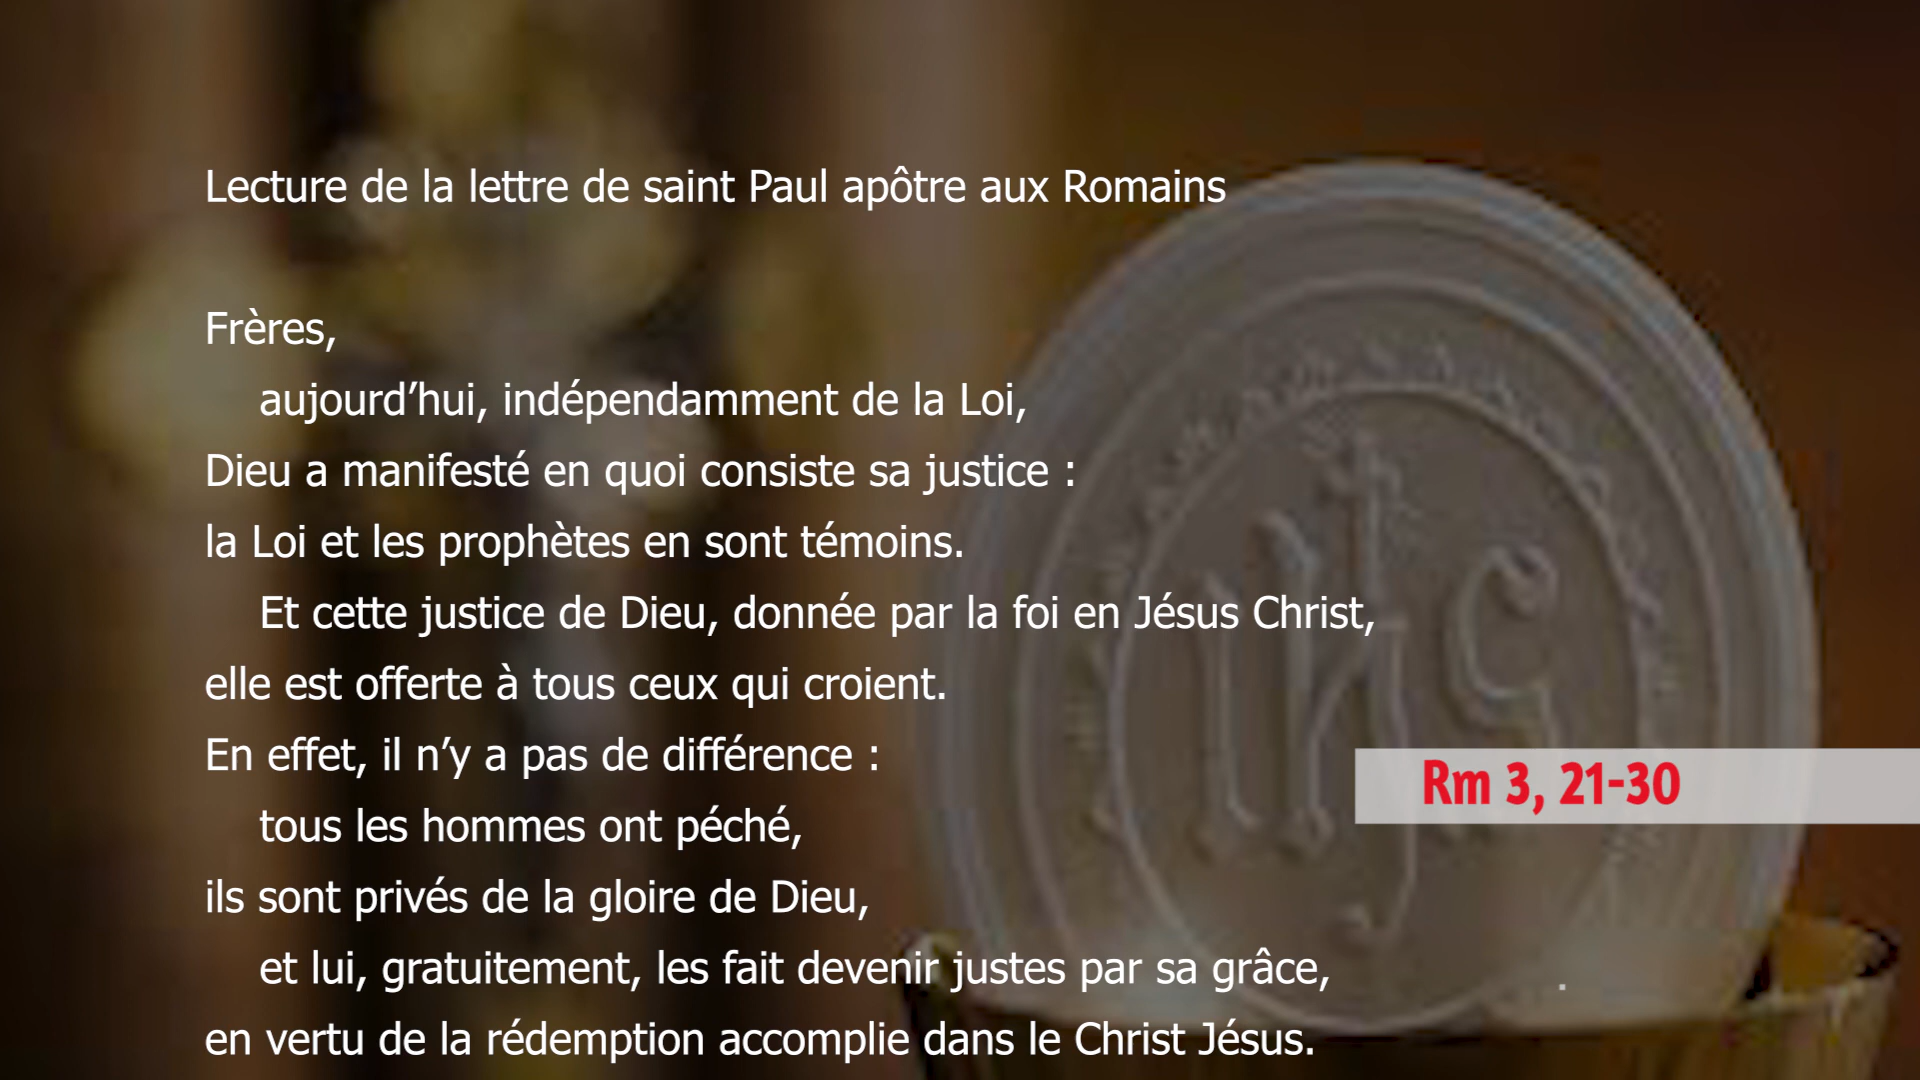 Lecture de la lettre de saint Paul apôtre aux Romains
Frères,
aujourd’hui, indépendamment de la Loi,
Dieu a manifesté en quoi consiste sa justice :
la Loi et les prophètes en sont témoins.
Et cette justice de Dieu, donnée par la foi en Jésus Christ,
elle est offerte à tous ceux qui croient.
En effet, il n’y a pas de différence :
tous les hommes ont péché,
ils sont privés de la gloire de Dieu,
et lui, gratuitement, les fait devenir justes par sa grâce,
en vertu de la rédemption accomplie dans le Christ Jésus.
Rm 3, 21-30